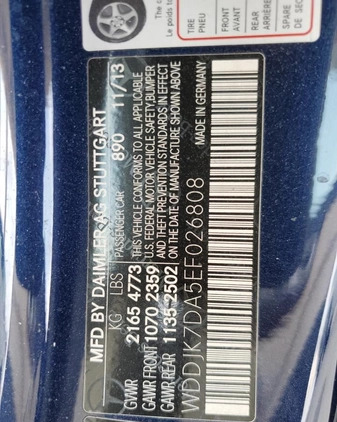 MFD BY DAIMLER AG STUTTGART
KG LBS PASSENGER CAR 890 11/13
GVWR 2165 4773
GAWR FRONT 1070 2359
GAWR REAR 1135 2502
THIS VEHICLE CONFORMS TO ALL APPLICABLE
U.S. FEDERAL MOTOR VEHICLE SAFETY, BUMPER
AND THEFT PREVENTION STANDARDS IN EFFECT
ON THE DATE OF MANUFACTURE SHOWN ABOVE
WDDJK7DA5EF026808
MADE IN GERMANY
TIRE
PNEU
FRONT
AVANT
REAR
ARRIÈRE
SPARE
DE